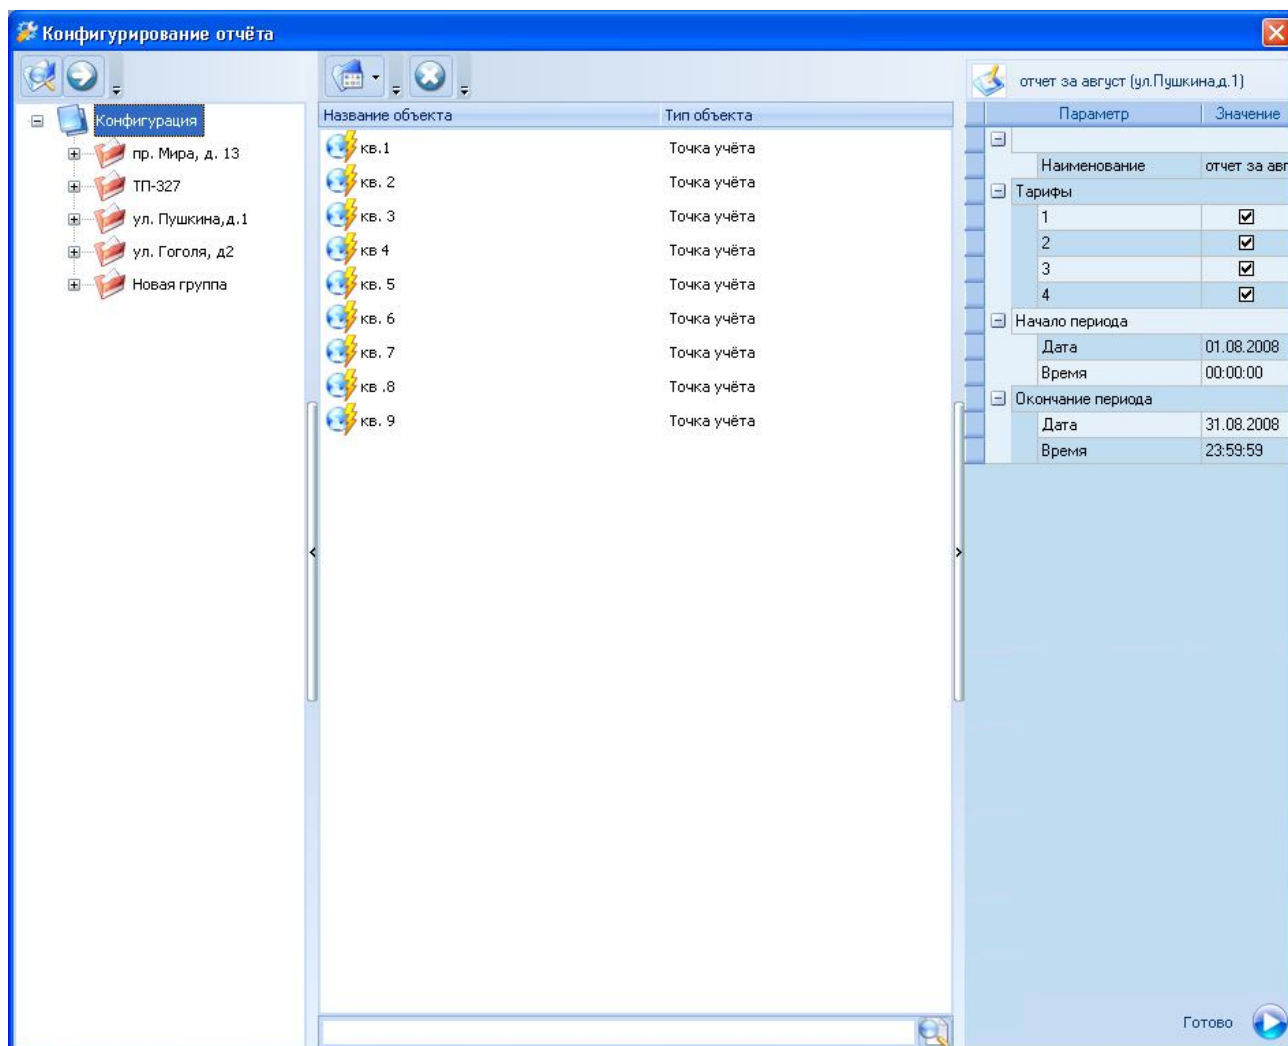 Конфигурирование отчёта
Конфигурация
пр. Мира, д. 13
ТП-327
ул. Пушкина,д.1
ул. Гоголя, д2
Новая группа
Название объекта Тип объекта
кв.1 Точка учёта
кв. 2 Точка учёта
кв. 3 Точка учёта
кв 4 Точка учёта
кв. 5 Точка учёта
кв. 6 Точка учёта
кв. 7 Точка учёта
кв .8 Точка учёта
кв. 9 Точка учёта
отчет за август (ул.Пушкина,д.1)
Параметр Значение
Наименование отчет за авг
Тарифы
1
2
3
4
Начало периода
Дата 01.08.2008
Время 00:00:00
Окончание периода
Дата 31.08.2008
Время 23:59:59
Готово